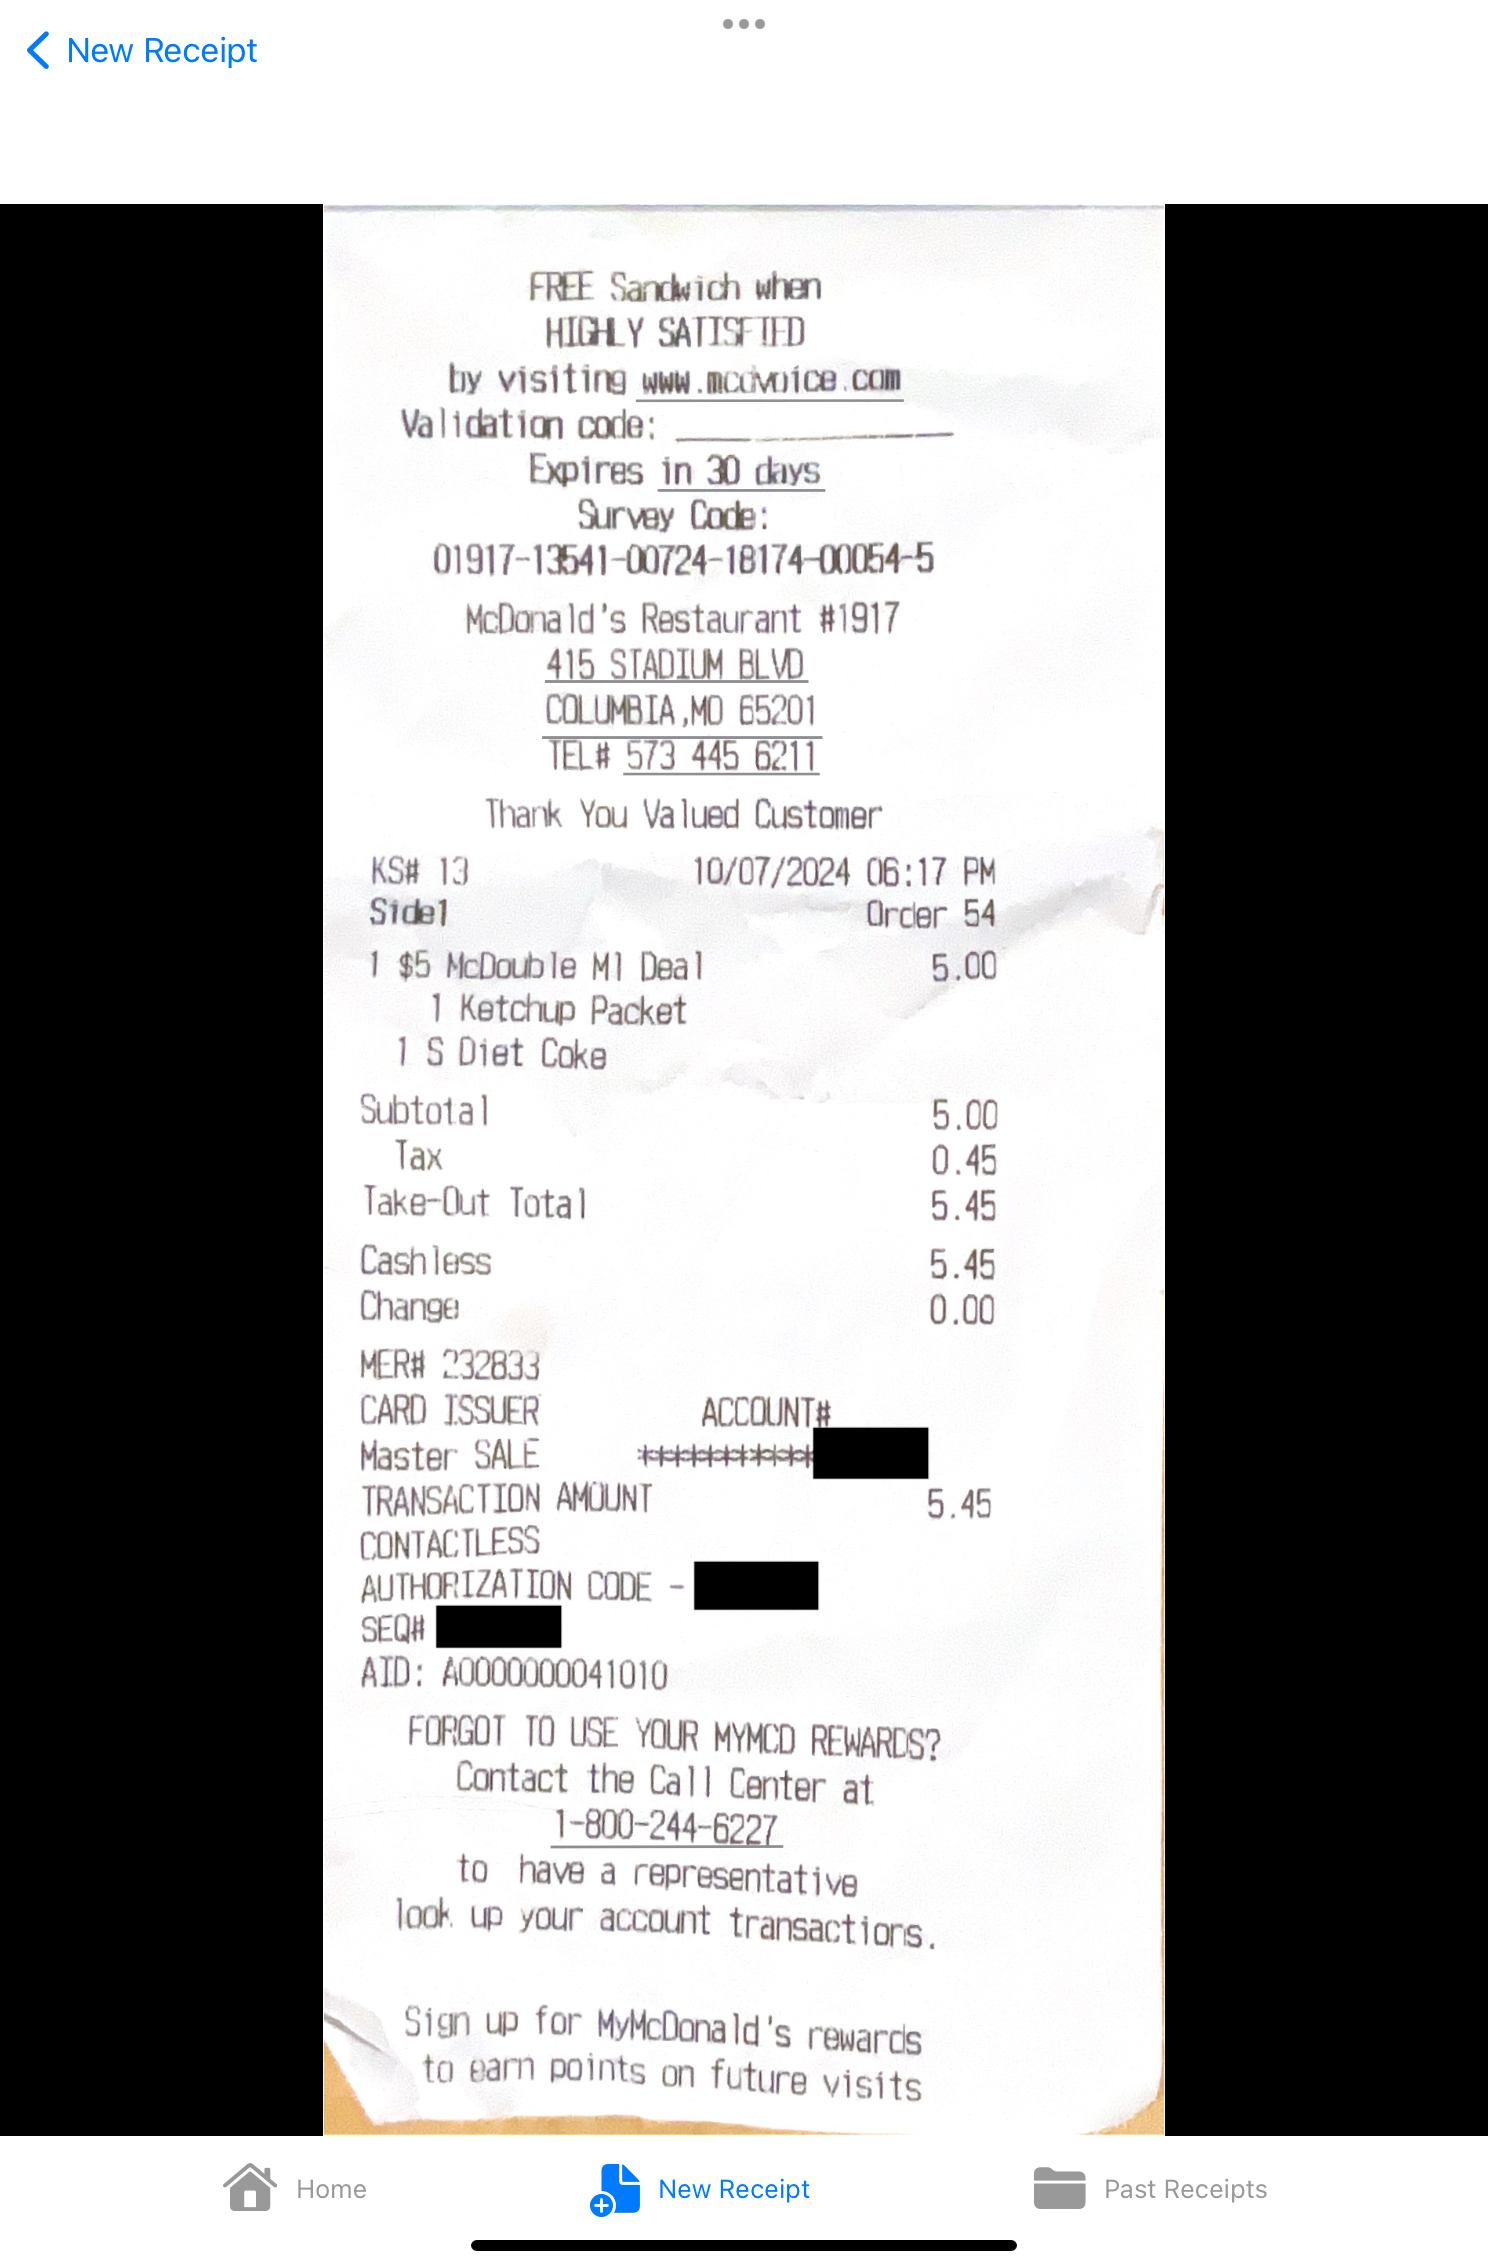 New Receipt
FREE Sandwich when
HIGHLY SATISFIED
by visiting www.mcdvoice.com
Validation code:
Expires in 30 days
Survey Code:
01917-13541-00724-18174-00054-5
McDonald's Restaurant #1917
415 STADIUM BLVD
COLUMBIA,MO 65201
TEL# 573 445 6211
Thank You Valued Customer
KS# 13 10/07/2024 06:17 PM
Side1 Order 54
1 $5 McDouble Ml Deal 5.00
1 Ketchup Packet
1 S Diet Coke
Subtotal 5.00
Tax 0.45
Take-Out Total 5.45
Cashless 5.45
Change 0.00
MER# 232833
CARD ISSUER ACCOUNT#
Master SALE ************
TRANSACTION AMOUNT 5.45
CONTACTLESS
AUTHORIZATION CODE -
SEQ#
AID: A0000000041010
FORGOT TO USE YOUR MYMCD REWARDS?
Contact the Call Center at
1-800-244-6227
to have a representative
look up your account transactions.
Sign up for MyMcDonald's rewards
to earn points on future visits
Home New Receipt Past Receipts